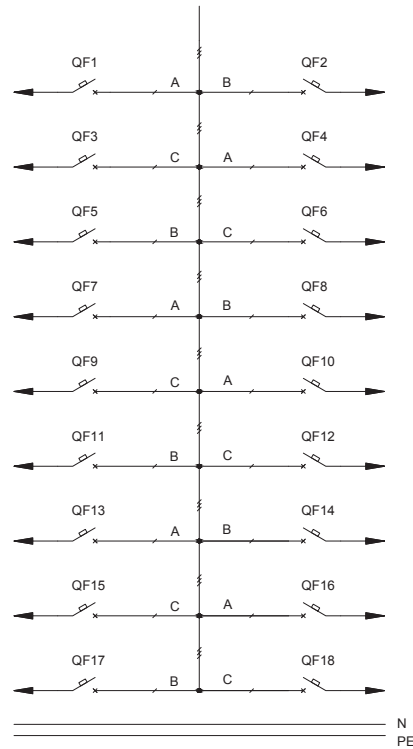 QF1 QF2
A B
QF3 QF4
C A
QF5 QF6
B C
QF7 QF8
A B
QF9 QF10
C A
QF11 QF12
B C
QF13 QF14
A B
QF15 QF16
C A
QF17 QF18
B C
N
PE